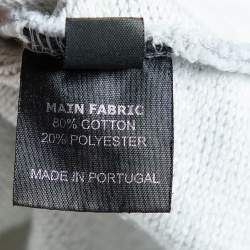 MAIN FABRIC
80% COTTON
20% POLYESTER
MADE IN PORTUGAL